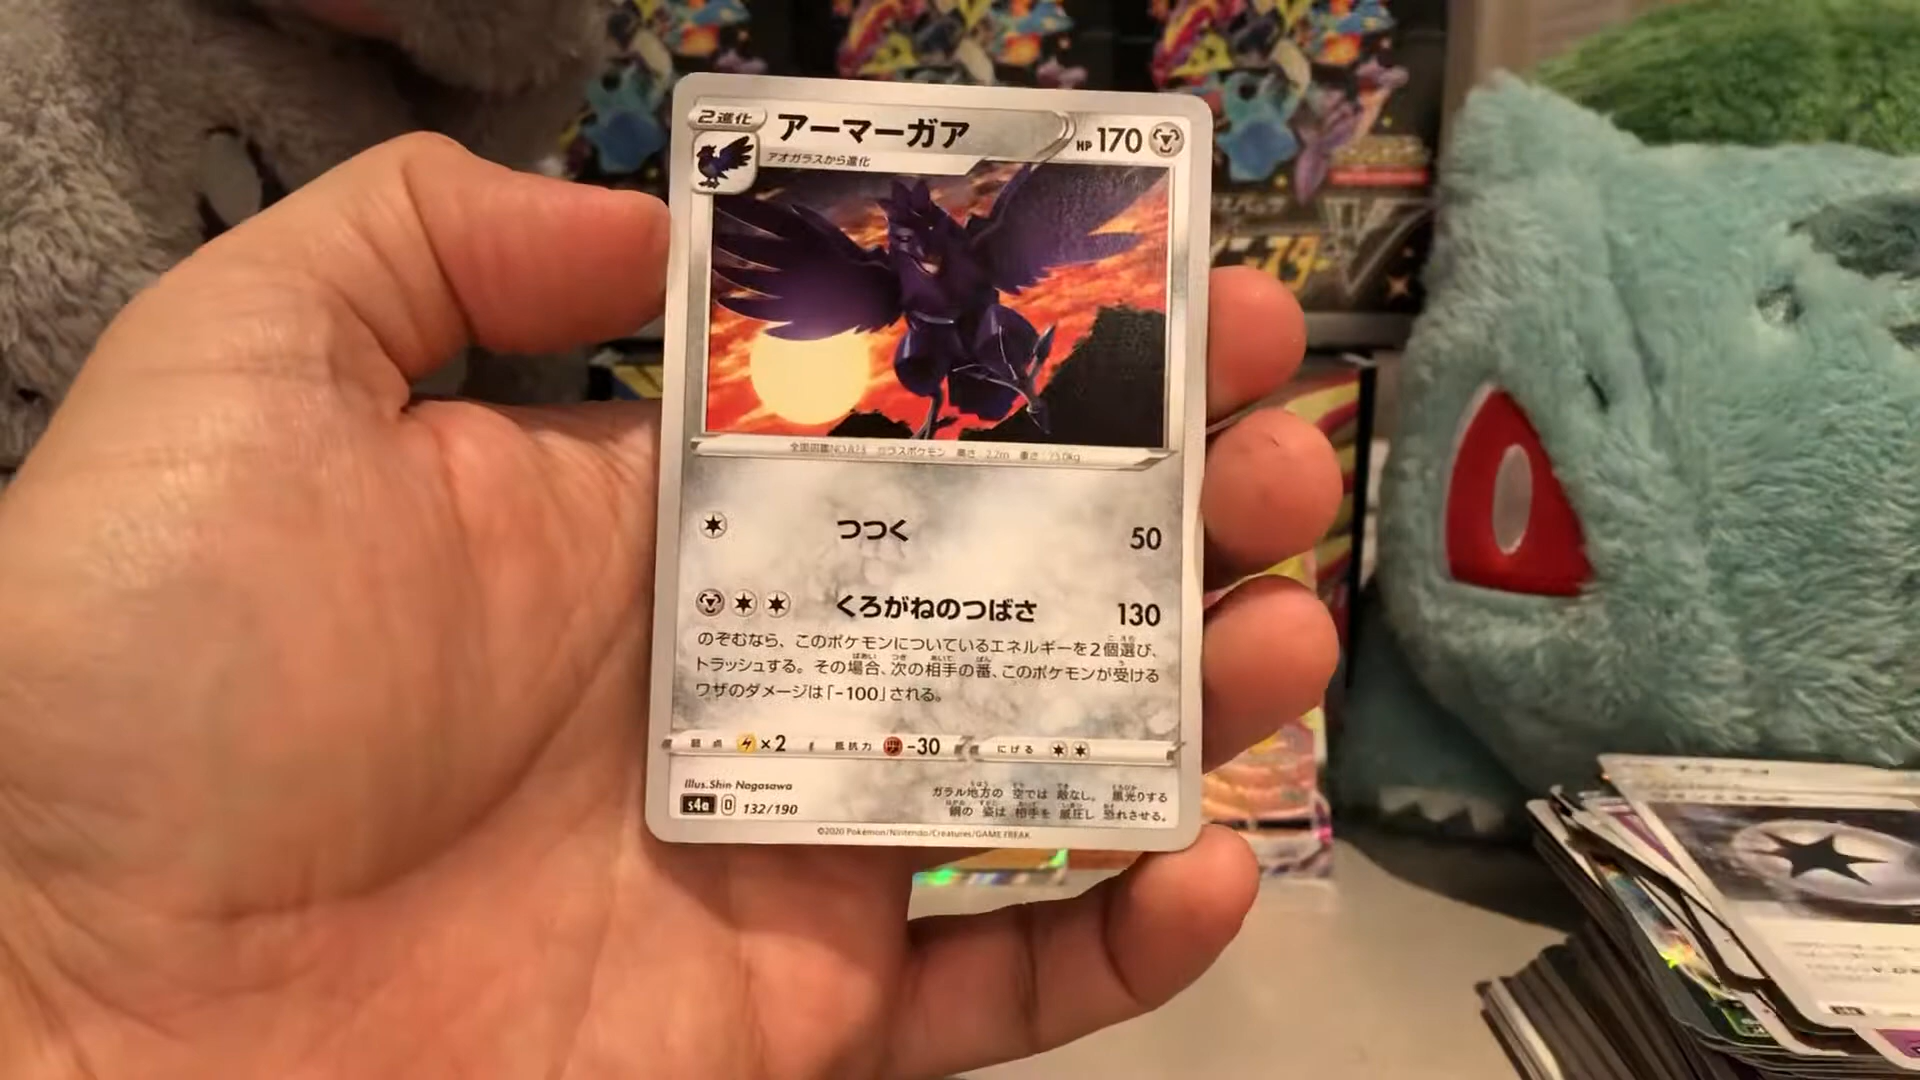 2進化
アーマーガア
HP 170
アオガラスから進化
全国図鑑NO.823 カラスポケモン 高さ:2.2m 重さ:75.0kg
つつく 50
くろがねのつばさ 130
のぞむなら、このポケモンについているエネルギーを2個選び、
トラッシュする。その場合、次の相手の番、このポケモンが受ける
ワザのダメージは「-100」される。
弱点 ×2 抵抗力 -30 にげる
Illus.Shin Nagasawa
s4a D 132/190
ガラル地方の 空では 敵なし。 黒光りする
鋼の 姿は 相手を 威圧し 恐れさせる。
©2020 Pokémon/Nintendo/Creatures/GAME FREAK